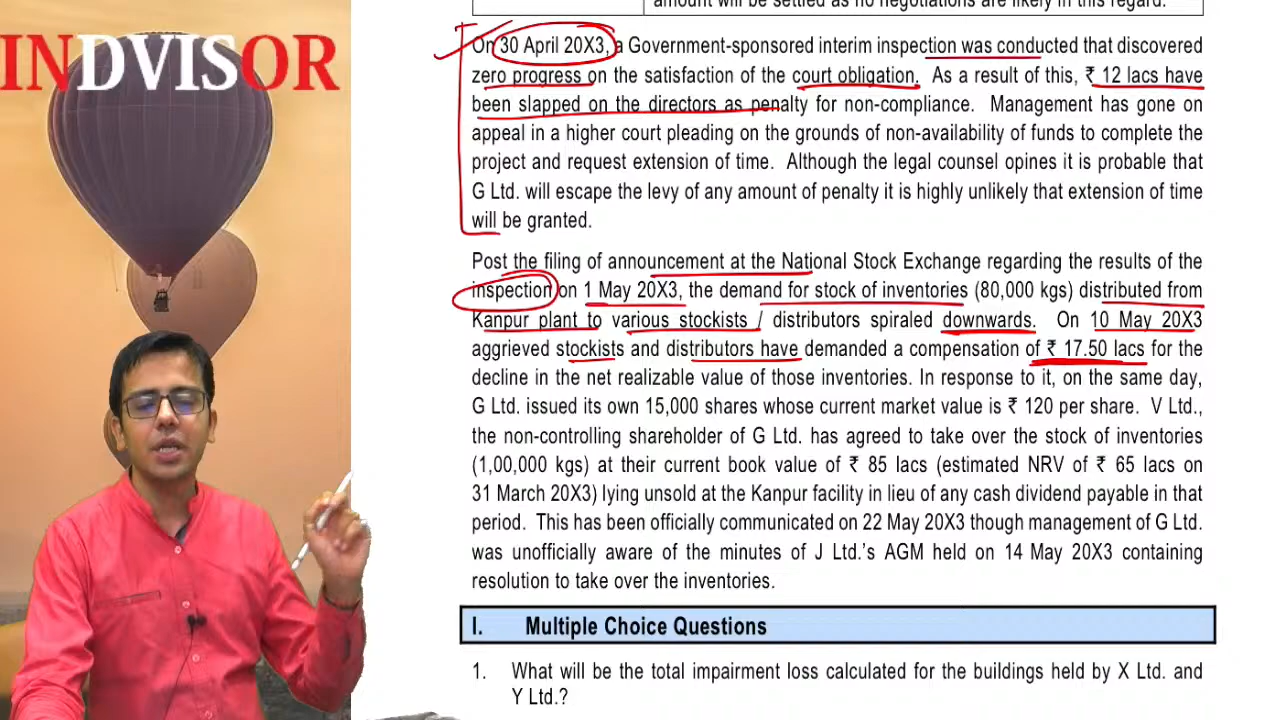 amount will be settled as no negotiations are likely in this regard.
INDVISOR
On 30 April 20X3, a Government-sponsored interim inspection was conducted that discovered
zero progress on the satisfaction of the court obligation. As a result of this, ₹ 12 lacs have
been slapped on the directors as penalty for non-compliance. Management has gone on
appeal in a higher court pleading on the grounds of non-availability of funds to complete the
project and request extension of time. Although the legal counsel opines it is probable that
G Ltd. will escape the levy of any amount of penalty it is highly unlikely that extension of time
will be granted.
Post the filing of announcement at the National Stock Exchange regarding the results of the
inspection on 1 May 20X3, the demand for stock of inventories (80,000 kgs) distributed from
Kanpur plant to various stockists / distributors spiraled downwards. On 10 May 20X3
aggrieved stockists and distributors have demanded a compensation of ₹ 17.50 lacs for the
decline in the net realizable value of those inventories. In response to it, on the same day,
G Ltd. issued its own 15,000 shares whose current market value is ₹ 120 per share. V Ltd.,
the non-controlling shareholder of G Ltd. has agreed to take over the stock of inventories
(1,00,000 kgs) at their current book value of ₹ 85 lacs (estimated NRV of ₹ 65 lacs on
31 March 20X3) lying unsold at the Kanpur facility in lieu of any cash dividend payable in that
period. This has been officially communicated on 22 May 20X3 though management of G Ltd.
was unofficially aware of the minutes of J Ltd.'s AGM held on 14 May 20X3 containing
resolution to take over the inventories.
I. Multiple Choice Questions
1. What will be the total impairment loss calculated for the buildings held by X Ltd. and
Y Ltd.?